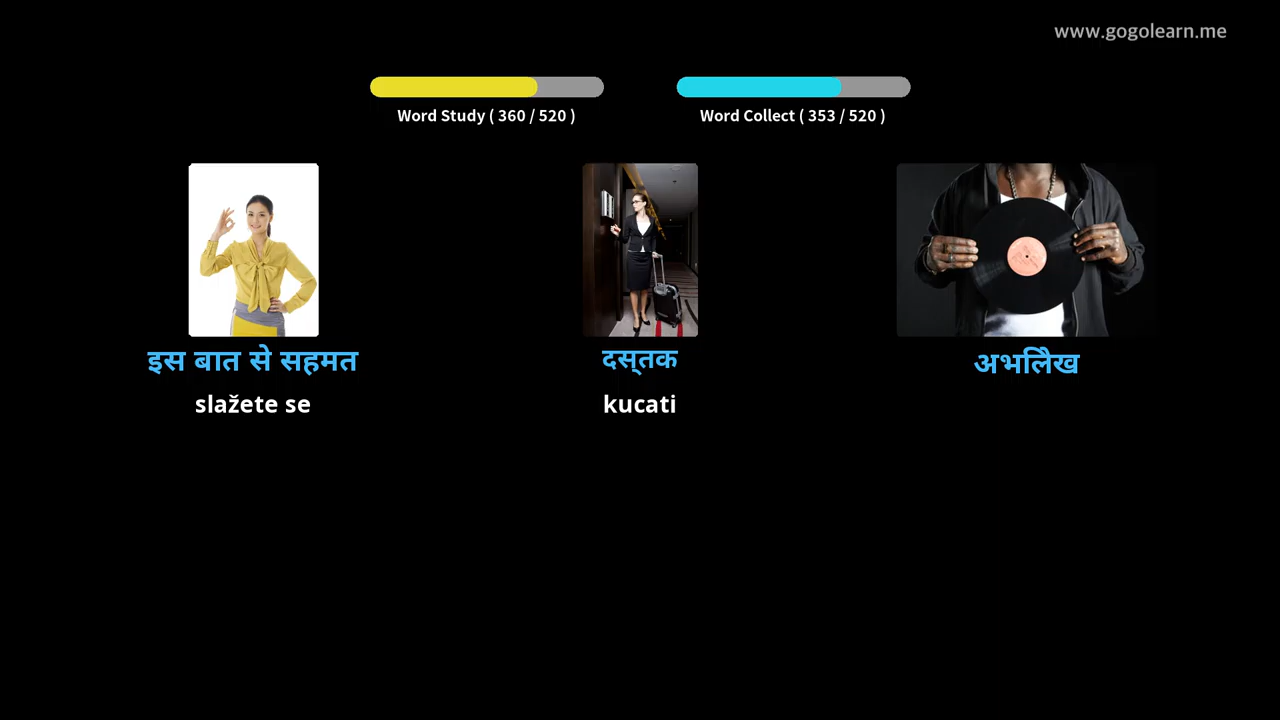 www.gogolearn.me
Word Study ( 360 / 520 )
Word Collect ( 353 / 520 )
इस बात से सहमत
दस्तक
अभिलेख
slažete se
kucati